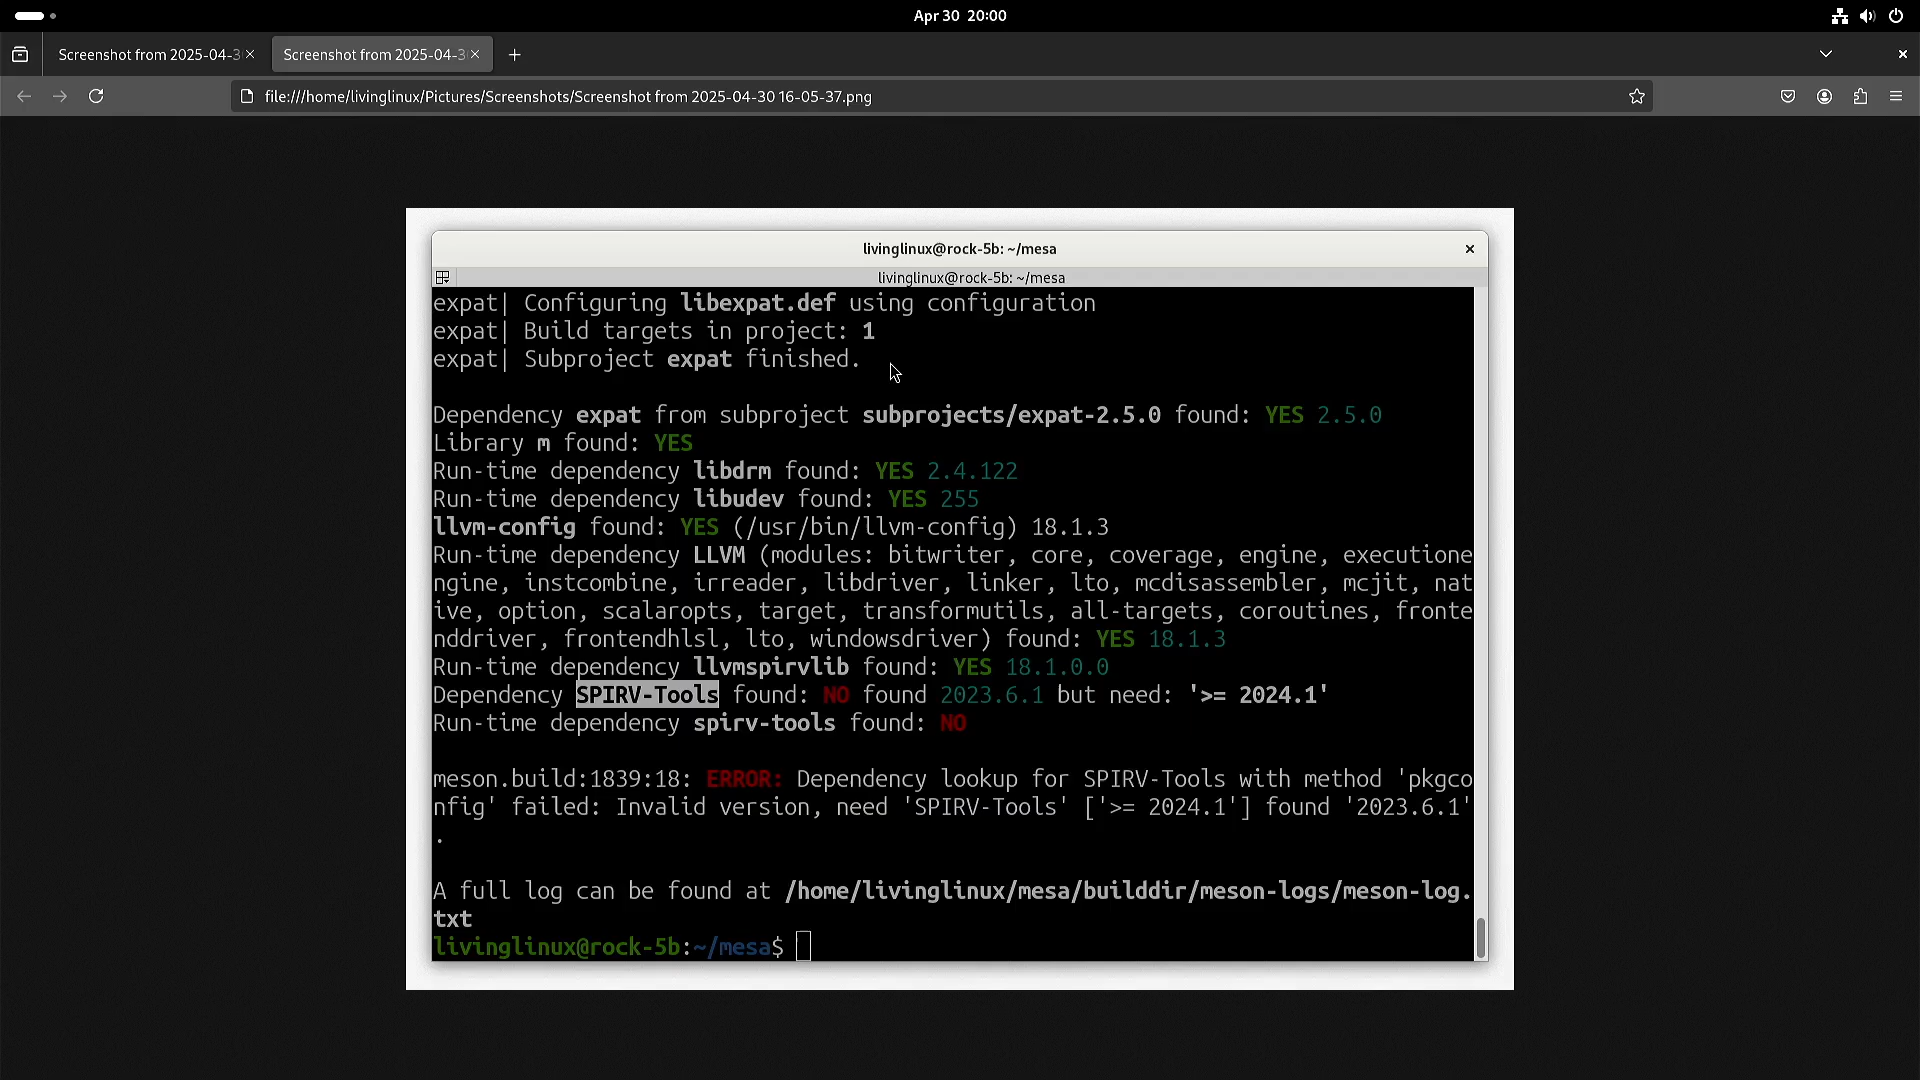 Apr 30 20:00
Screenshot from 2025-04-3
Screenshot from 2025-04-3
file:///home/livinglinux/Pictures/Screenshots/Screenshot from 2025-04-30 16-05-37.png
livinglinux@rock-5b: ~/mesa
livinglinux@rock-5b: ~/mesa
expat| Configuring libexpat.def using configuration
expat| Build targets in project: 1
expat| Subproject expat finished.
Dependency expat from subproject subprojects/expat-2.5.0 found: YES 2.5.0
Library m found: YES
Run-time dependency libdrm found: YES 2.4.122
Run-time dependency libudev found: YES 255
llvm-config found: YES (/usr/bin/llvm-config) 18.1.3
Run-time dependency LLVM (modules: bitwriter, core, coverage, engine, executione
ngine, instcombine, irreader, libdriver, linker, lto, mcdisassembler, mcjit, nat
ive, option, scalaropts, target, transformutils, all-targets, coroutines, fronte
nddriver, frontendhlsl, lto, windowsdriver) found: YES 18.1.3
Run-time dependency llvmspirvlib found: YES 18.1.0.0
Dependency SPIRV-Tools found: NO found 2023.6.1 but need: '>= 2024.1'
Run-time dependency spirv-tools found: NO
meson.build:1839:18: ERROR: Dependency lookup for SPIRV-Tools with method 'pkgco
nfig' failed: Invalid version, need 'SPIRV-Tools' ['>= 2024.1'] found '2023.6.1'
.
A full log can be found at /home/livinglinux/mesa/builddir/meson-logs/meson-log.
txt
livinglinux@rock-5b:~/mesa$